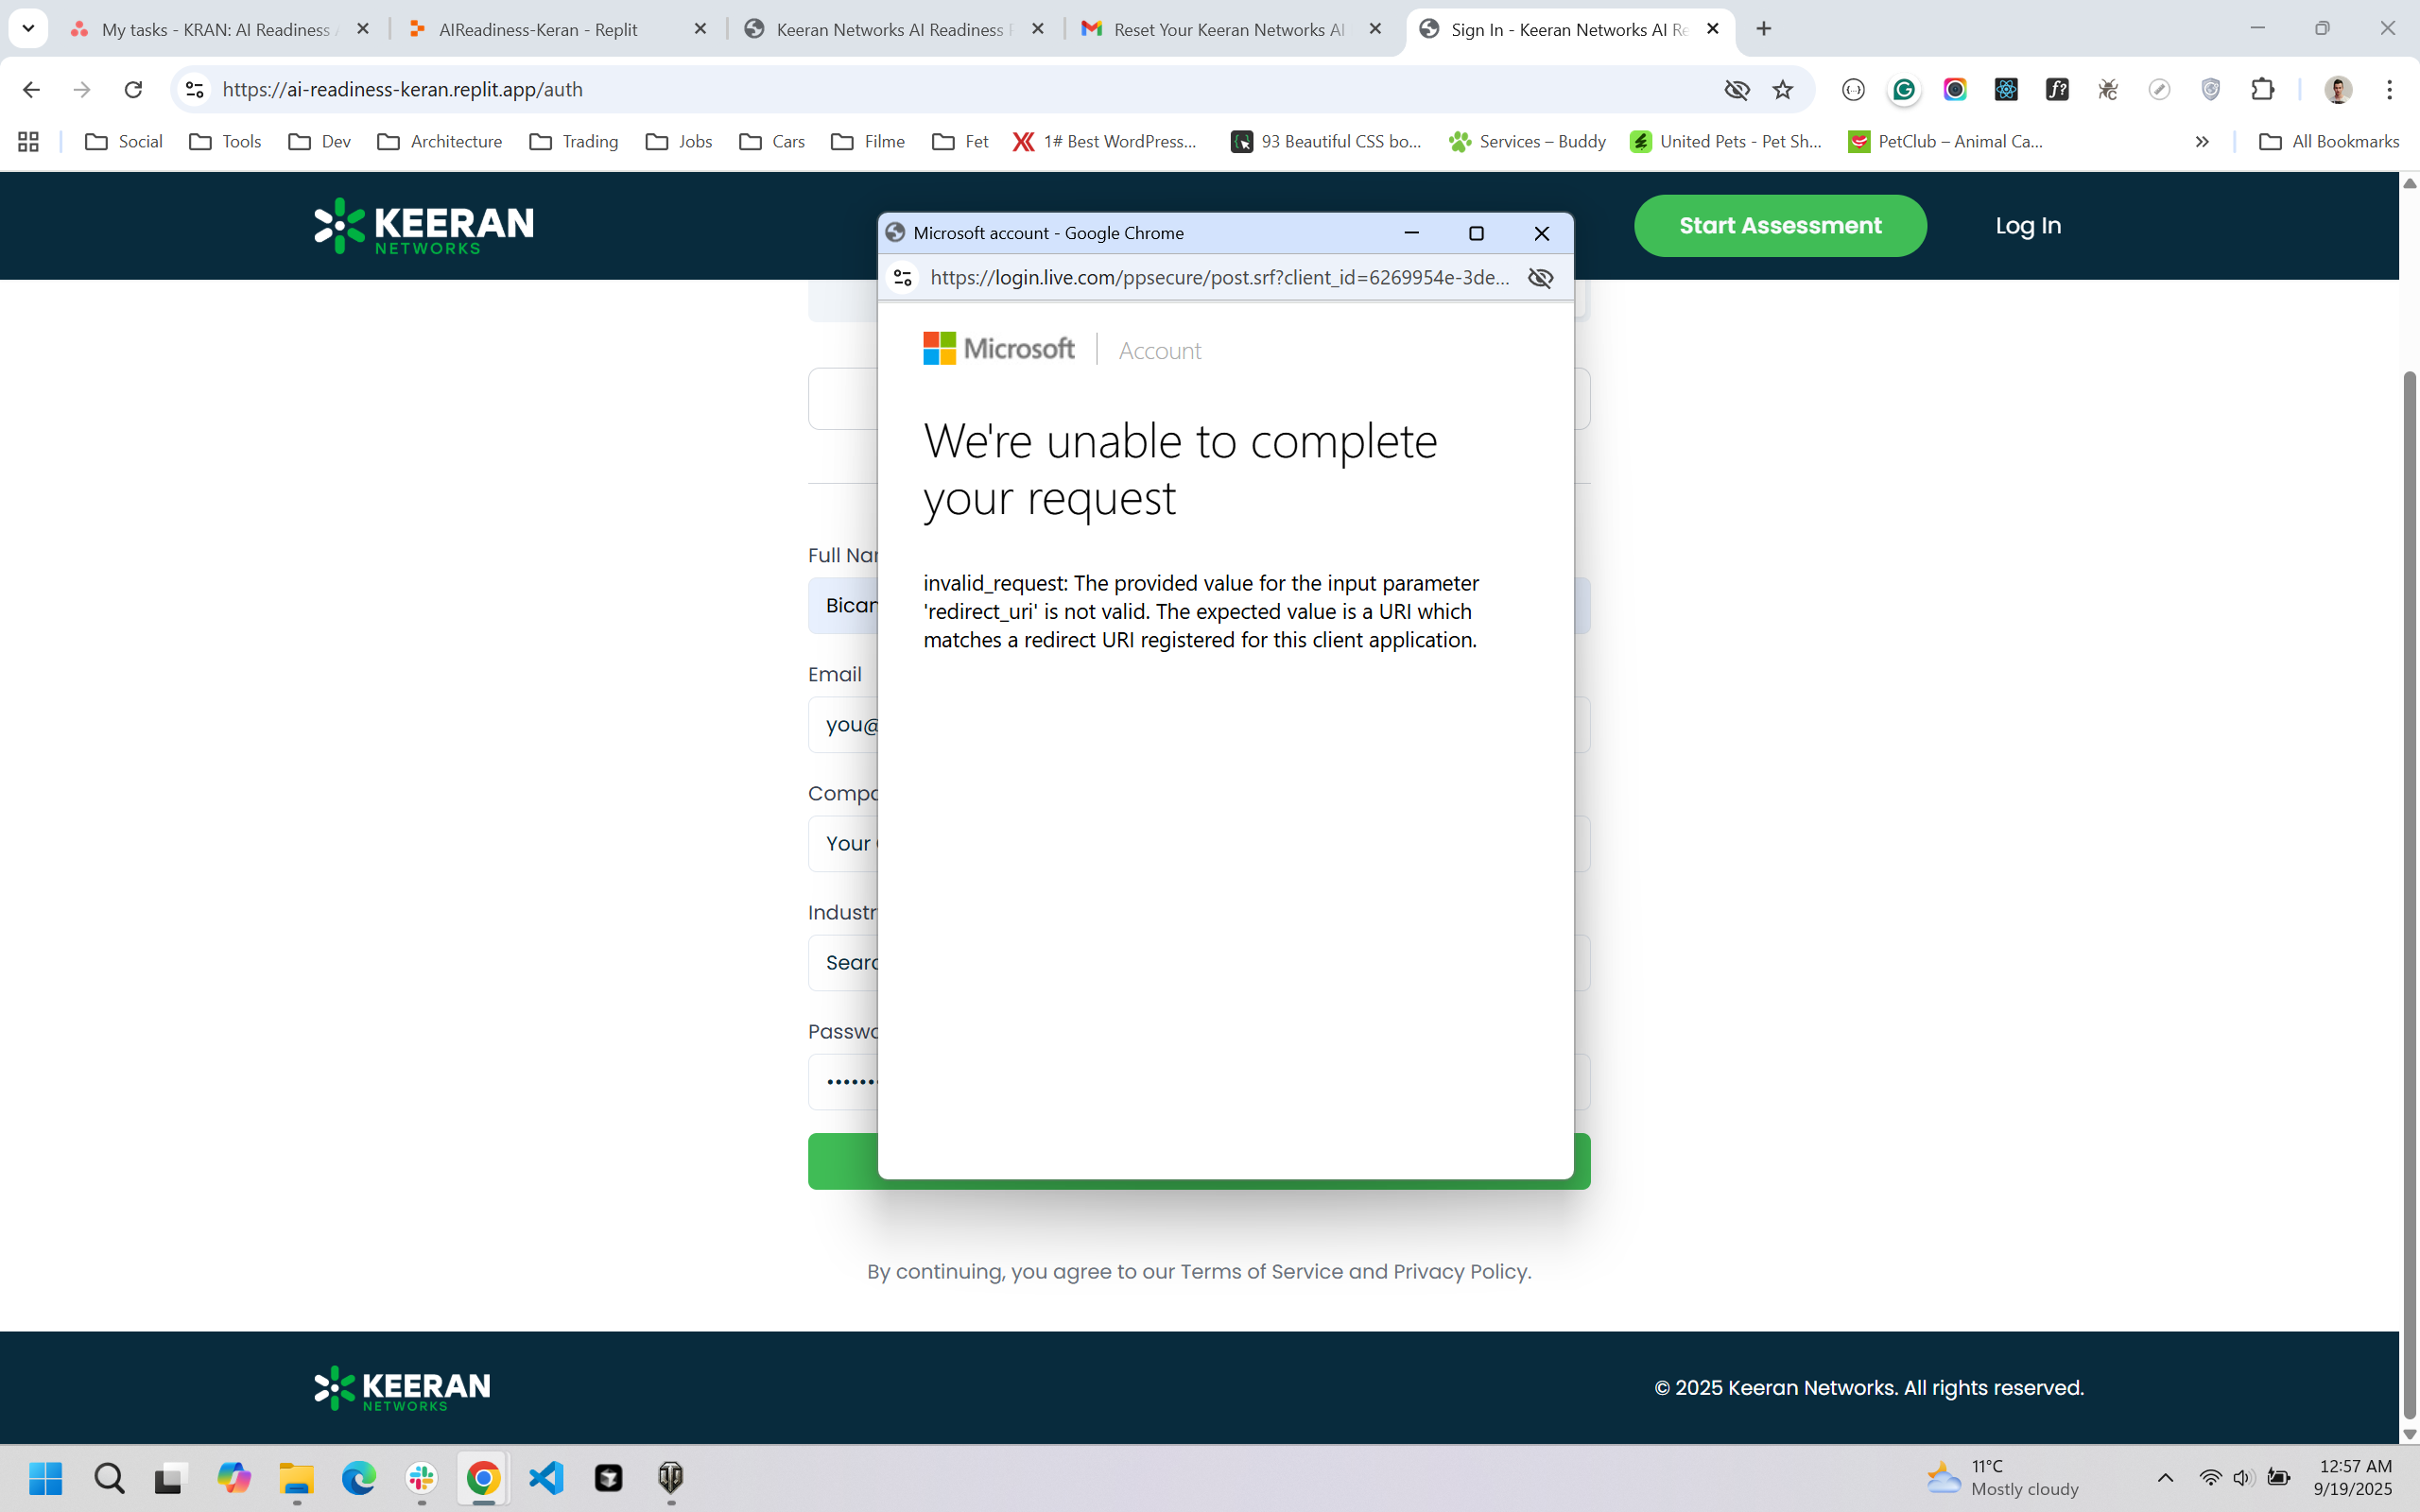 My tasks - KRAN: AI Readiness
AIReadiness-Keran - Replit
Keeran Networks AI Readiness
Reset Your Keeran Networks AI
Sign In - Keeran Networks AI Re
https://ai-readiness-keran.replit.app/auth
Social
Tools
Dev
Architecture
Trading
Jobs
Cars
Filme
Fet
1# Best WordPress...
93 Beautiful CSS bo...
Services – Buddy
United Pets - Pet Sh...
PetClub – Animal Ca...
All Bookmarks
KEERAN
NETWORKS
Start Assessment
Log In
Microsoft account - Google Chrome
https://login.live.com/ppsecure/post.srf?client_id=6269954e-3de...
Microsoft
Account
We're unable to complete
your request
invalid_request: The provided value for the input parameter
'redirect_uri' is not valid. The expected value is a URI which
matches a redirect URI registered for this client application.
Full Nar
Bican
Email
you@
Compa
Your
Industr
Searc
Passwo
By continuing, you agree to our Terms of Service and Privacy Policy.
KEERAN
NETWORKS
© 2025 Keeran Networks. All rights reserved.
11°C
Mostly cloudy
12:57 AM
9/19/2025